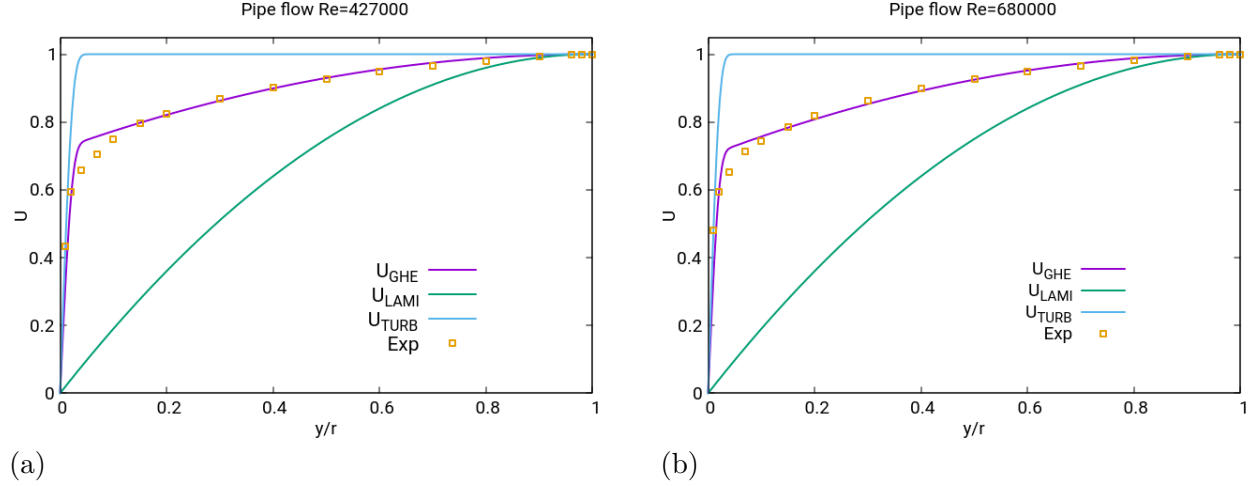 Pipe flow Re=427000
1
0.8
0.6
0.4
0.2
0
U
U_GHE
U_LAMI
U_TURB
Exp
0 0.2 0.4 0.6 0.8 1
y/r
(a)
Pipe flow Re=680000
1
0.8
0.6
0.4
0.2
0
U
U_GHE
U_LAMI
U_TURB
Exp
0 0.2 0.4 0.6 0.8 1
y/r
(b)